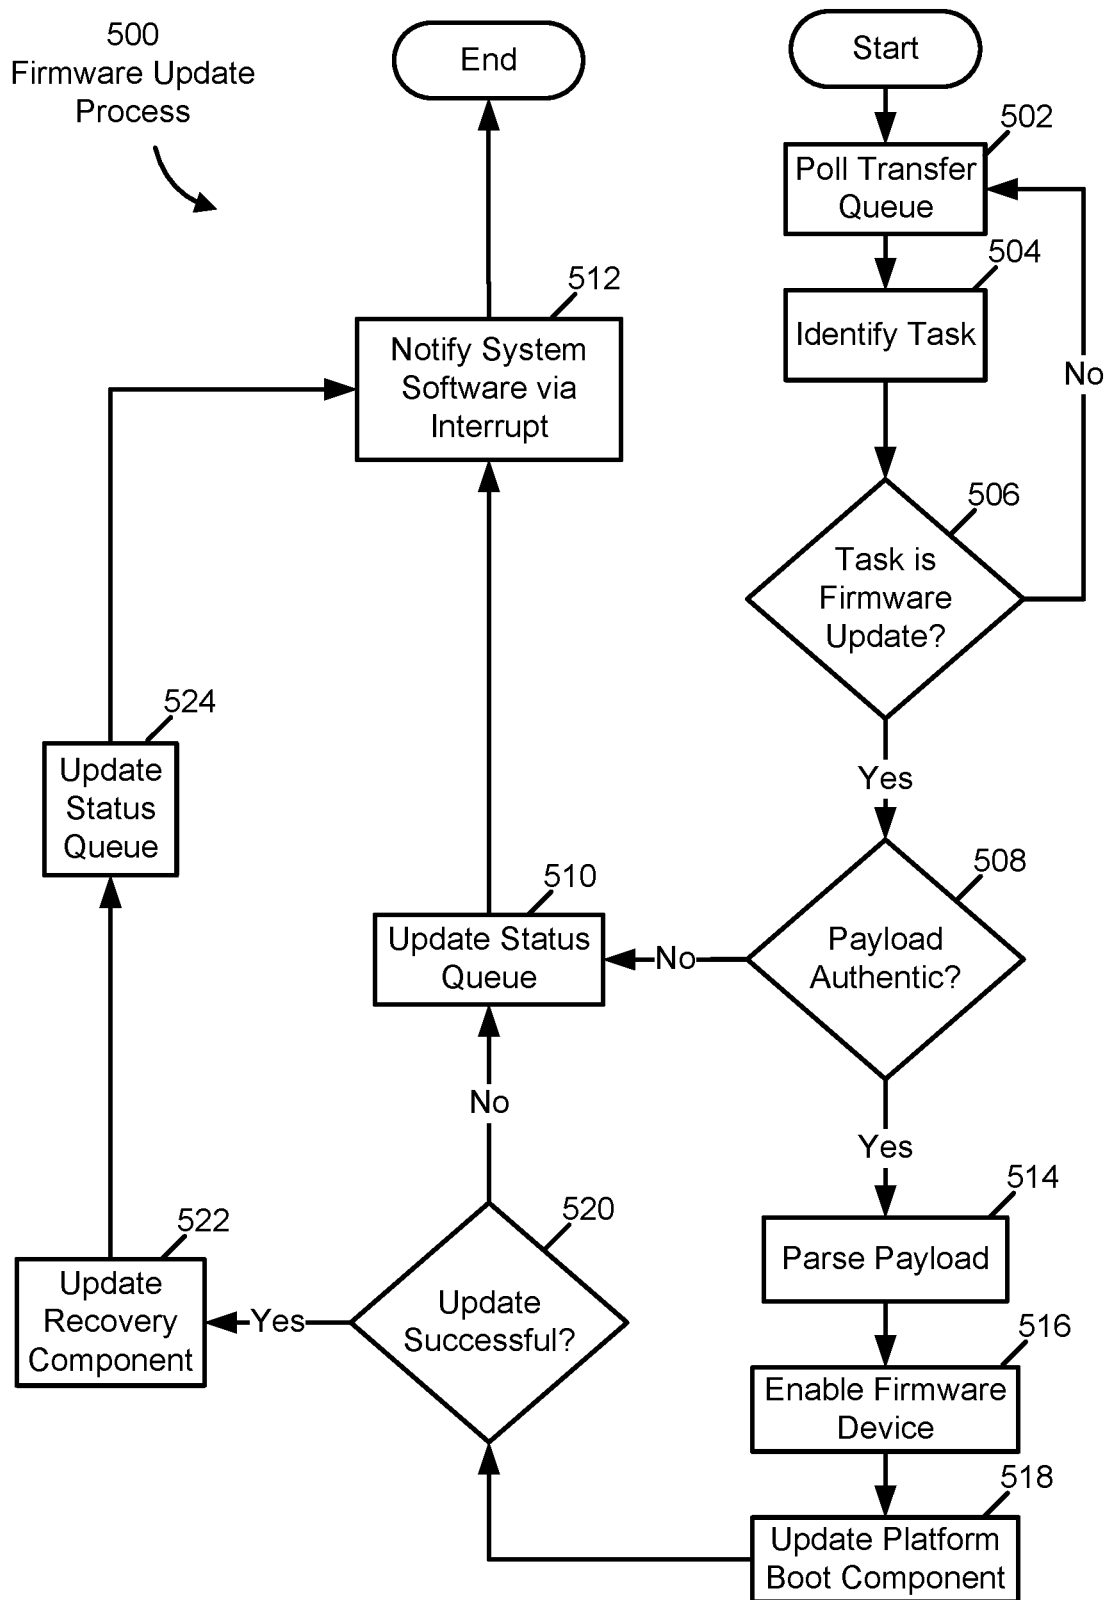 500
Firmware Update
Process
End
Start
502
Poll Transfer
Queue
504
Identify Task
No
512
Notify System
Software via
Interrupt
506
Task is
Firmware
Update?
Yes
524
Update
Status
Queue
510
Update Status
Queue
No
508
Payload
Authentic?
No
Yes
514
Parse Payload
520
Update
Successful?
522
Update
Recovery
Component
Yes
516
Enable Firmware
Device
518
Update Platform
Boot Component